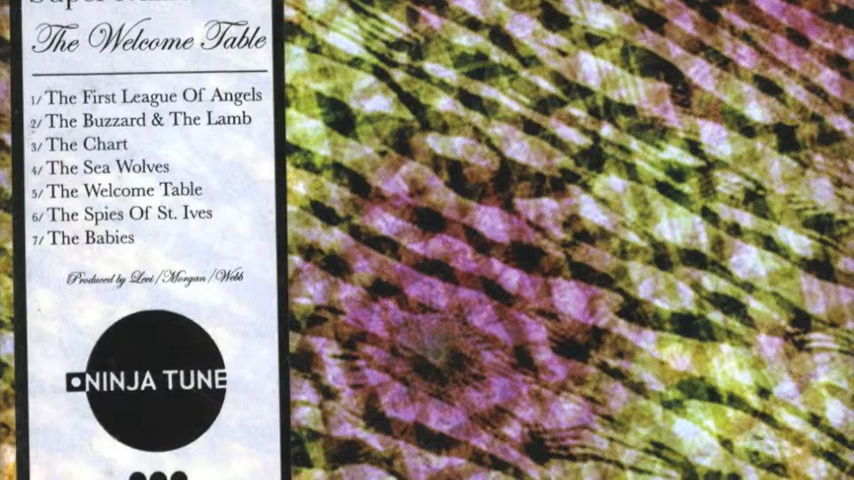 The Welcome Table
1/ The First League Of Angels
2/ The Buzzard & The Lamb
3/ The Chart
4/ The Sea Wolves
5/ The Welcome Table
6/ The Spies Of St. Ives
7/ The Babies
Produced by Levi/Morgan/Webb
NINJA TUNE